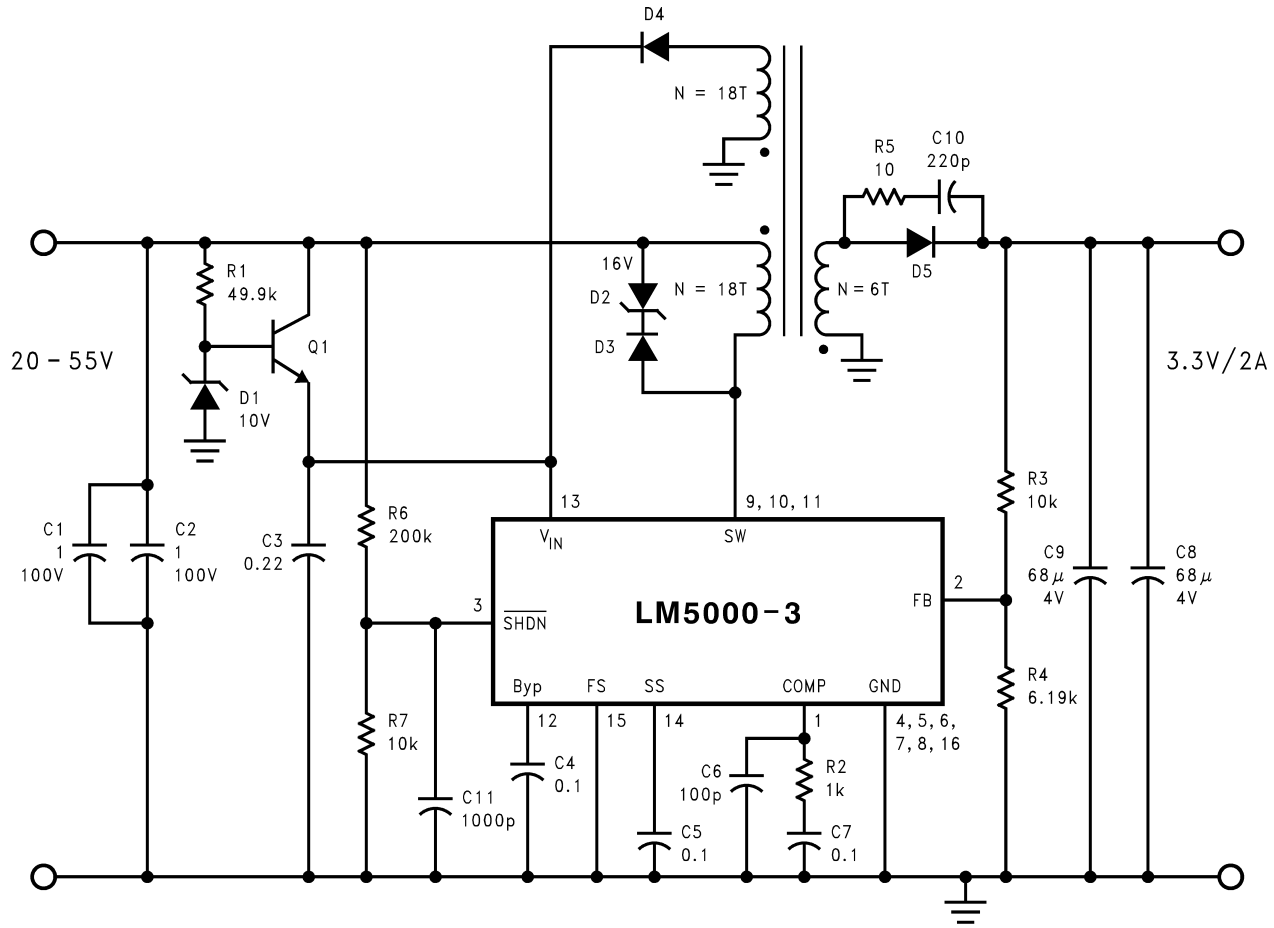 D4
N = 18T
R5
10
C10
220p
R1
49.9k
16V
D2
N = 18T
N = 6T
D5
Q1
D3
20 – 55V
3.3V/2A
D1
10V
R3
10k
13
9, 10, 11
C1
1
100V
C2
1
100V
C3
0.22
R6
200k
VIN
SW
C9
68μ
4V
C8
68μ
4V
2
FB
3
SHDN
LM5000-3
R4
6.19k
Byp
FS
SS
COMP
GND
12
15
14
1
4, 5, 6,
7, 8, 16
R7
10k
C4
0.1
C6
100p
R2
1k
C11
1000p
C5
0.1
C7
0.1